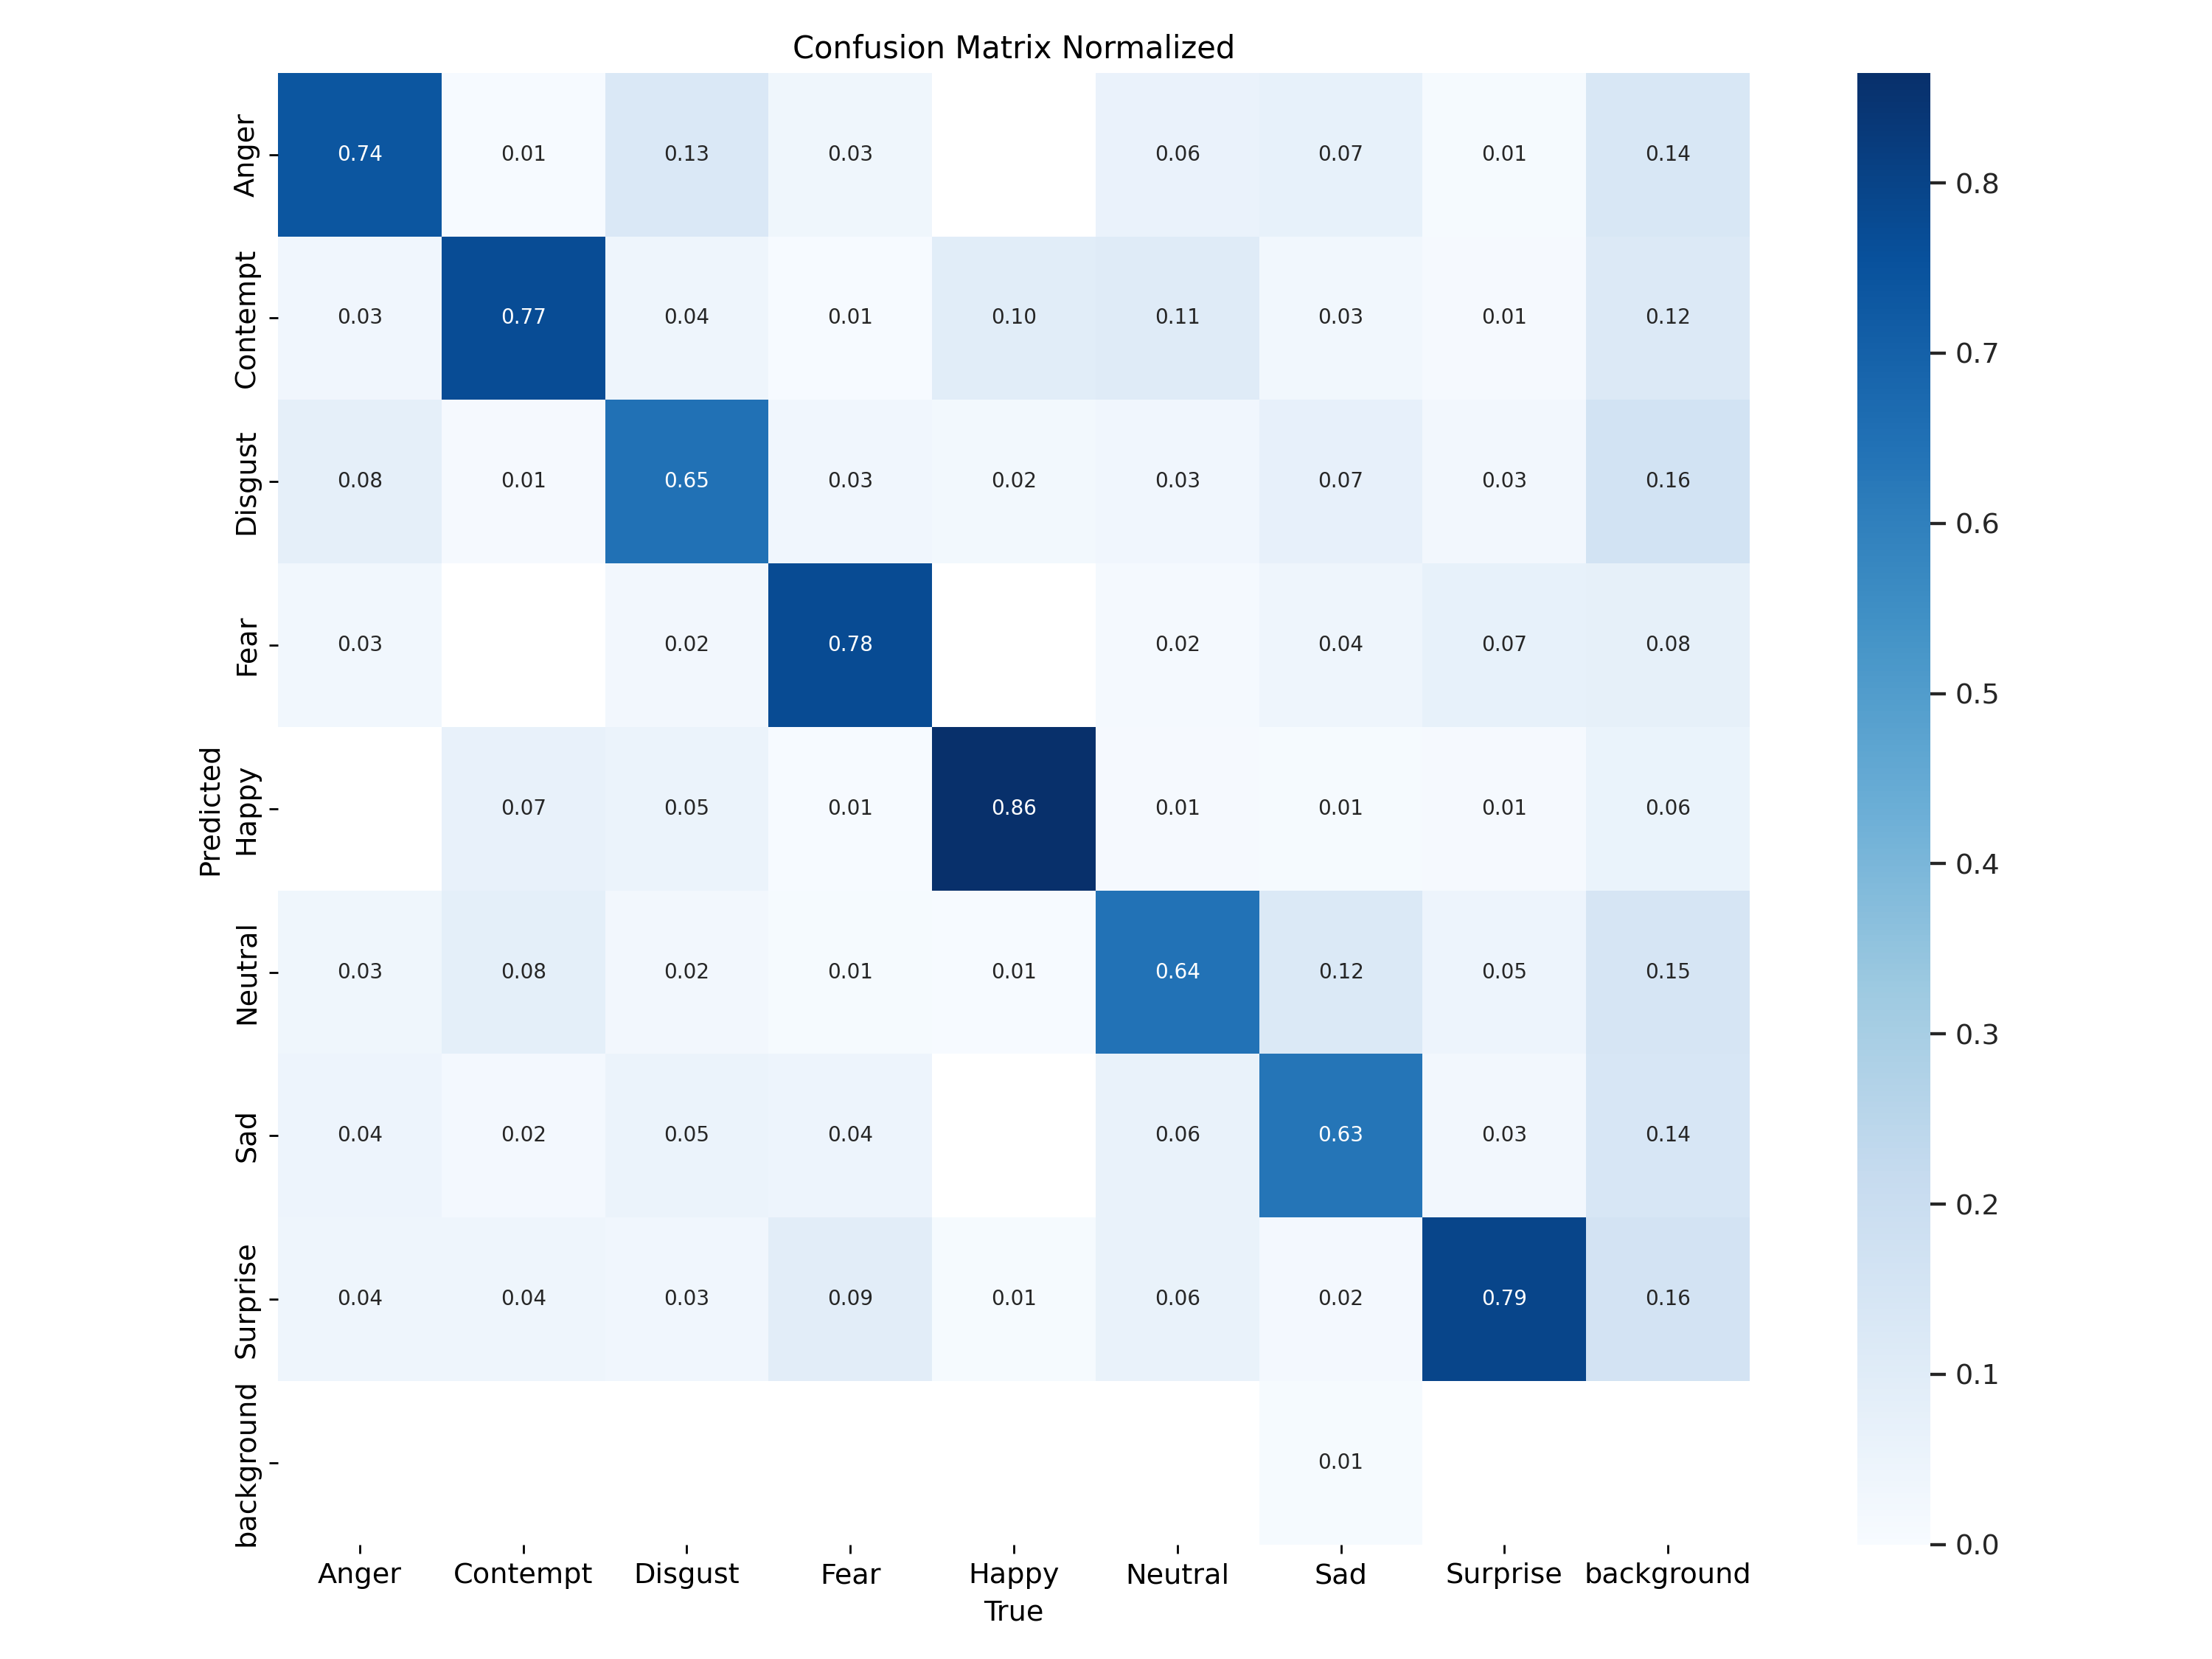 Confusion Matrix Normalized
Anger 0.74 0.01 0.13 0.03 0.06 0.07 0.01 0.14
Contempt 0.03 0.77 0.04 0.01 0.10 0.11 0.03 0.01 0.12
Disgust 0.08 0.01 0.65 0.03 0.02 0.03 0.07 0.03 0.16
Fear 0.03 0.02 0.78 0.02 0.04 0.07 0.08
Happy 0.07 0.05 0.01 0.86 0.01 0.01 0.01 0.06
Neutral 0.03 0.08 0.02 0.01 0.01 0.64 0.12 0.05 0.15
Sad 0.04 0.02 0.05 0.04 0.06 0.63 0.03 0.14
Surprise 0.04 0.04 0.03 0.09 0.01 0.06 0.02 0.79 0.16
background 0.01
Predicted
Anger Contempt Disgust Fear Happy Neutral Sad Surprise background
True
0.8
0.7
0.6
0.5
0.4
0.3
0.2
0.1
0.0